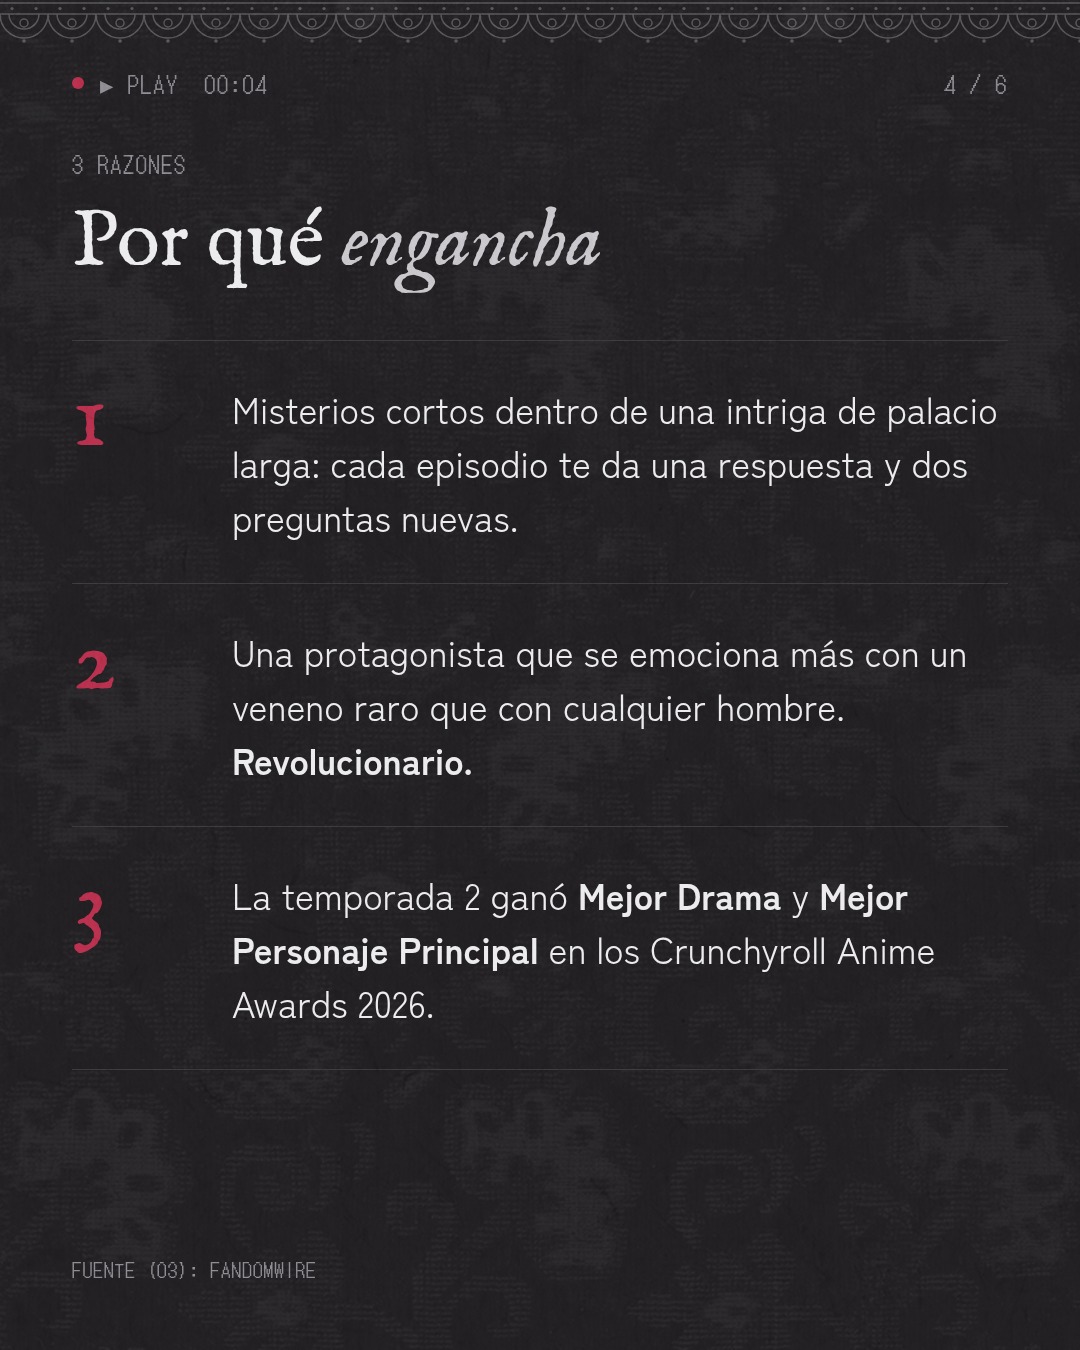 ▶ PLAY 00:04
4 / 6
3 RAZONES
Por qué engancha
1
Misterios cortos dentro de una intriga de palacio
larga: cada episodio te da una respuesta y dos
preguntas nuevas.
2
Una protagonista que se emociona más con un
veneno raro que con cualquier hombre.
Revolucionario.
3
La temporada 2 ganó Mejor Drama y Mejor
Personaje Principal en los Crunchyroll Anime
Awards 2026.
FUENTE (03): FANDOMWIRE